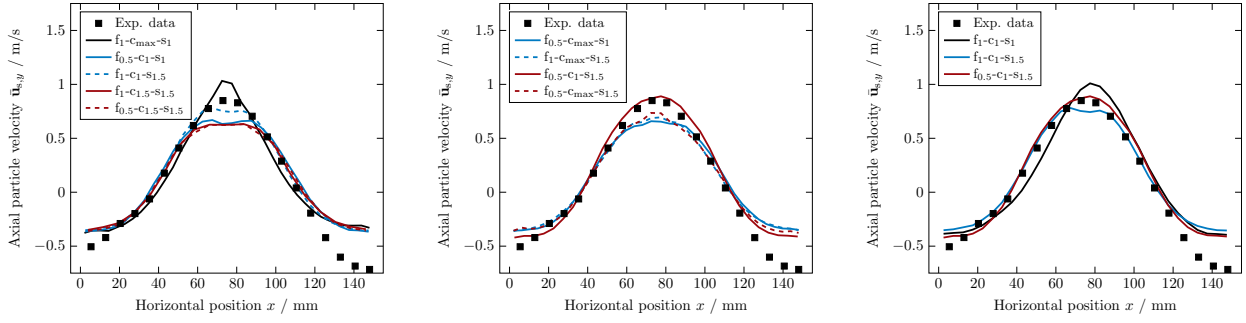 Axial particle velocity ūs,y / m/s
1.5
1
0.5
0
−0.5
Exp. data
f1-cmax-s1
f0.5-c1-s1
f1-c1-s1.5
f1-c1.5-s1.5
f0.5-c1.5-s1.5
0 20 40 60 80 100 120 140
Horizontal position x / mm
Axial particle velocity ūs,y / m/s
1.5
1
0.5
0
−0.5
Exp. data
f0.5-c1-s1
f1-cmax-s1.5
f0.5-c1-s1.5
f0.5-cmax-s1.5
0 20 40 60 80 100 120 140
Horizontal position x / mm
Axial particle velocity ūs,y / m/s
1.5
1
0.5
0
−0.5
Exp. data
f1-c1-s1
f1-c1-s1.5
f0.5-c1-s1.5
0 20 40 60 80 100 120 140
Horizontal position x / mm